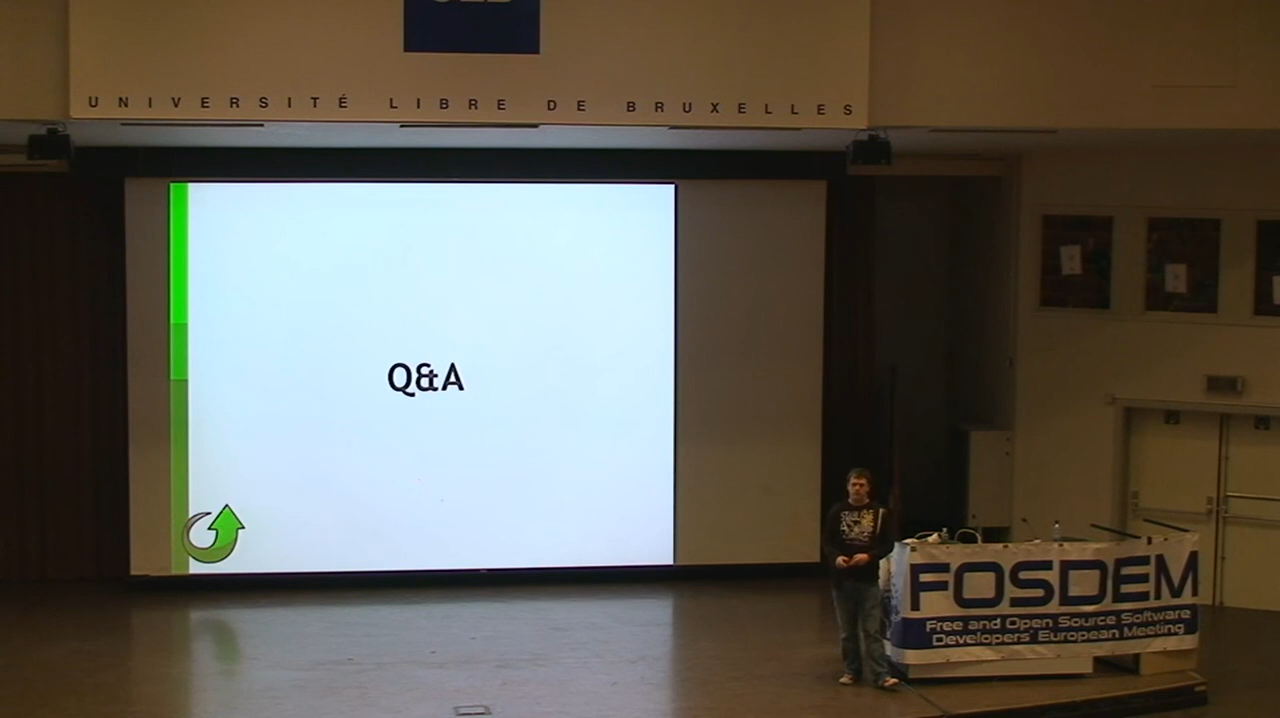 UNIVERSITÉ LIBRE DE BRUXELLES
Q&A
FOSDEM
Free and Open Source Software
Developers' European Meeting